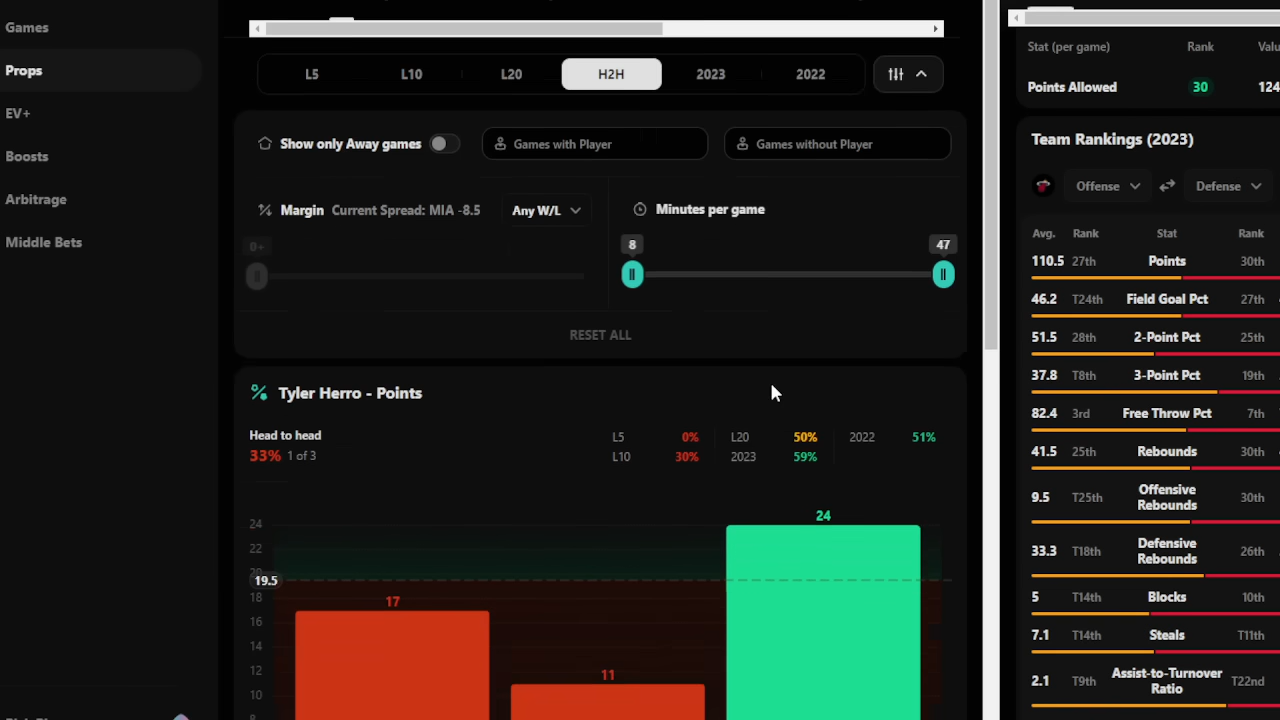 Games
Props
EV+
Boosts
Arbitrage
Middle Bets
L5 L10 L20 H2H 2023 2022
Show only Away games Games with Player Games without Player
Margin Current Spread: MIA -8.5 Any W/L
0+
Minutes per game
8 47
RESET ALL
Tyler Herro - Points
Head to head
33% 1 of 3
L5 0% L20 50% 2022 51%
L10 30% 2023 59%
24
22
20
19.5
18
16
14
12
10
8
17
11
24
Stat (per game) Rank
Points Allowed 30 124
Team Rankings (2023)
Offense Defense
Avg. Rank Stat Rank
110.5 27th Points 30th
46.2 T24th Field Goal Pct 27th
51.5 28th 2-Point Pct 25th
37.8 T8th 3-Point Pct 19th
82.4 3rd Free Throw Pct 7th
41.5 25th Rebounds 30th
9.5 T25th Offensive Rebounds 30th
33.3 T18th Defensive Rebounds 26th
5 T14th Blocks 10th
7.1 T14th Steals T11th
2.1 T9th Assist-to-Turnover Ratio T22nd